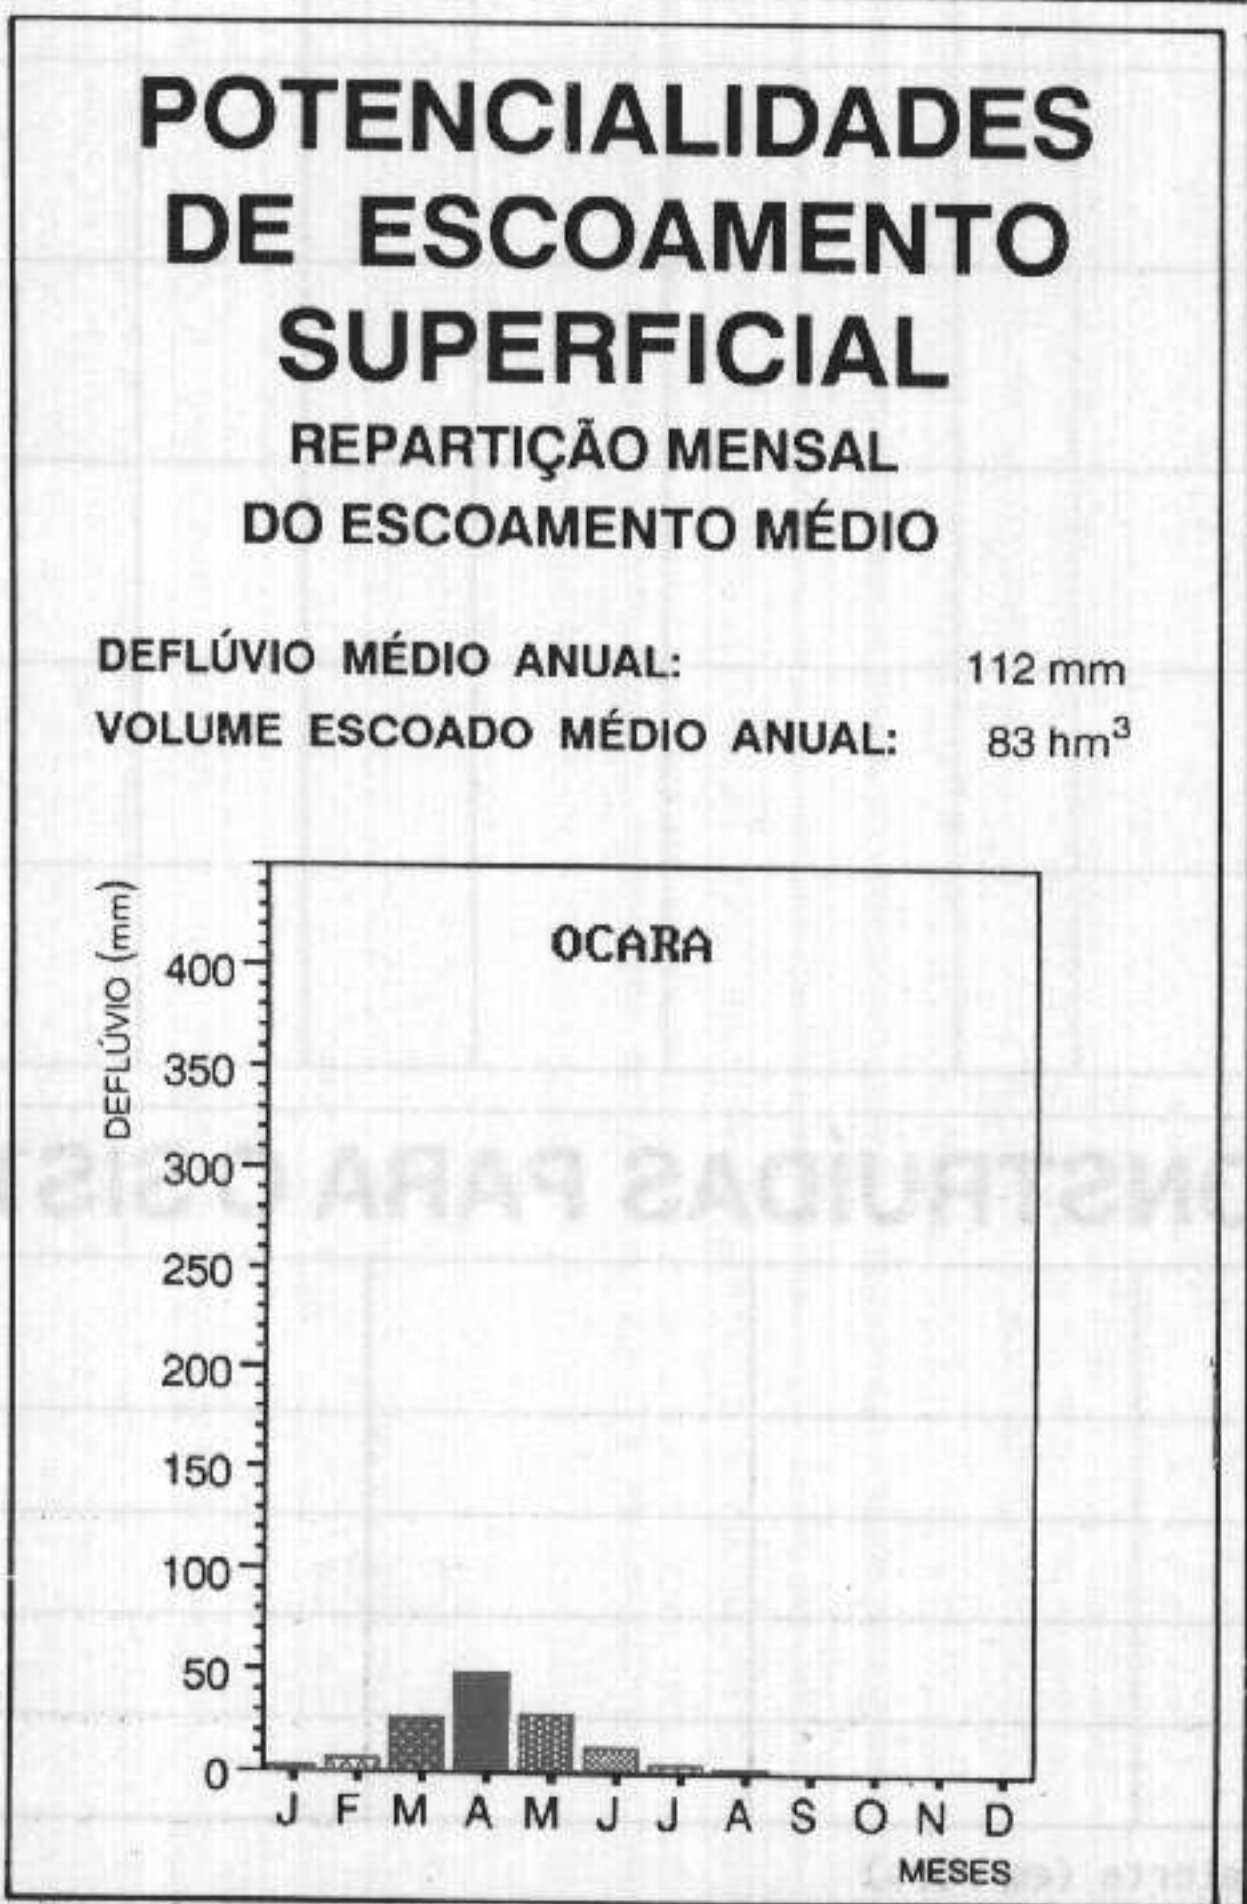 POTENCIALIDADES
DE ESCOAMENTO
SUPERFICIAL
REPARTIÇÃO MENSAL
DO ESCOAMENTO MÉDIO
DEFLÚVIO MÉDIO ANUAL: 112 mm
VOLUME ESCOADO MÉDIO ANUAL: 83 hm³
OCARA
DEFLÚVIO (mm)
400
350
300
250
200
150
100
50
0
J F M A M J J A S O N D
MESES